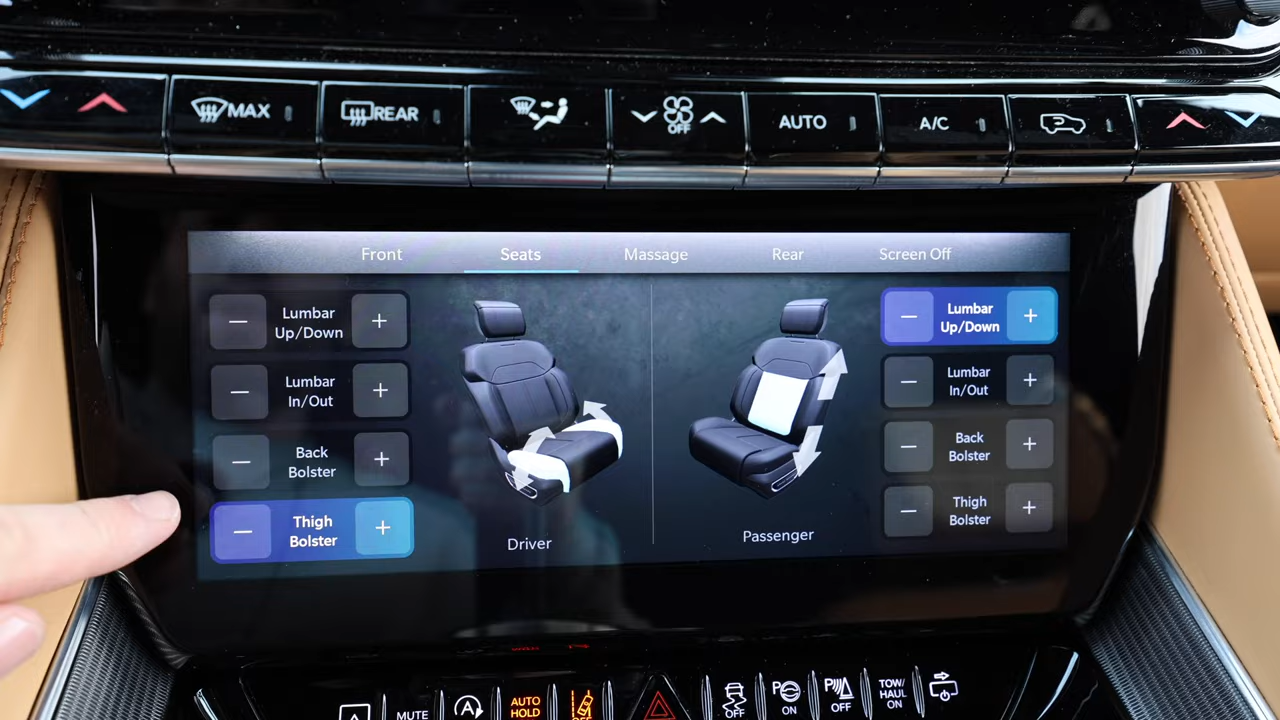 MAX
REAR
OFF
AUTO
A/C
Front
Seats
Massage
Rear
Screen Off
Lumbar
Up/Down
Lumbar
In/Out
Back
Bolster
Thigh
Bolster
Driver
Passenger
Lumbar
Up/Down
Lumbar
In/Out
Back
Bolster
Thigh
Bolster
MUTE
AUTO
HOLD
OFF
OFF
P
ON
P
OFF
TOW/
HAUL
ON